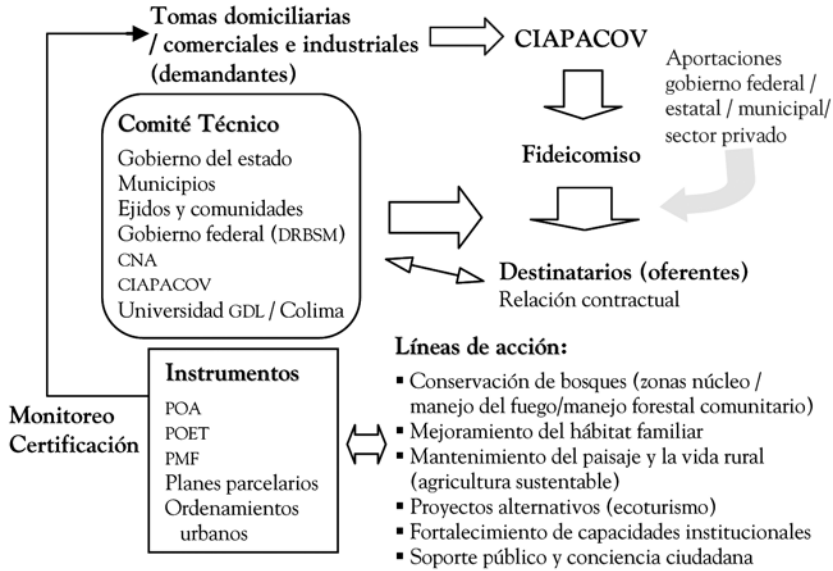 Tomas domiciliarias
/ comerciales e industriales
(demandantes)
CIAPACOV
Aportaciones
gobierno federal /
estatal / municipal/
sector privado
Fideicomiso
Comité Técnico
Gobierno del estado
Municipios
Ejidos y comunidades
Gobierno federal (DRBSM)
CNA
CIAPACOV
Universidad GDL / Colima
Destinatarios (oferentes)
Relación contractual
Monitoreo
Certificación
Instrumentos
POA
POET
PMF
Planes parcelarios
Ordenamientos
urbanos
Líneas de acción:
▪ Conservación de bosques (zonas núcleo /
manejo del fuego/manejo forestal comunitario)
▪ Mejoramiento del hábitat familiar
▪ Mantenimiento del paisaje y la vida rural
(agricultura sustentable)
▪ Proyectos alternativos (ecoturismo)
▪ Fortalecimiento de capacidades institucionales
▪ Soporte público y conciencia ciudadana